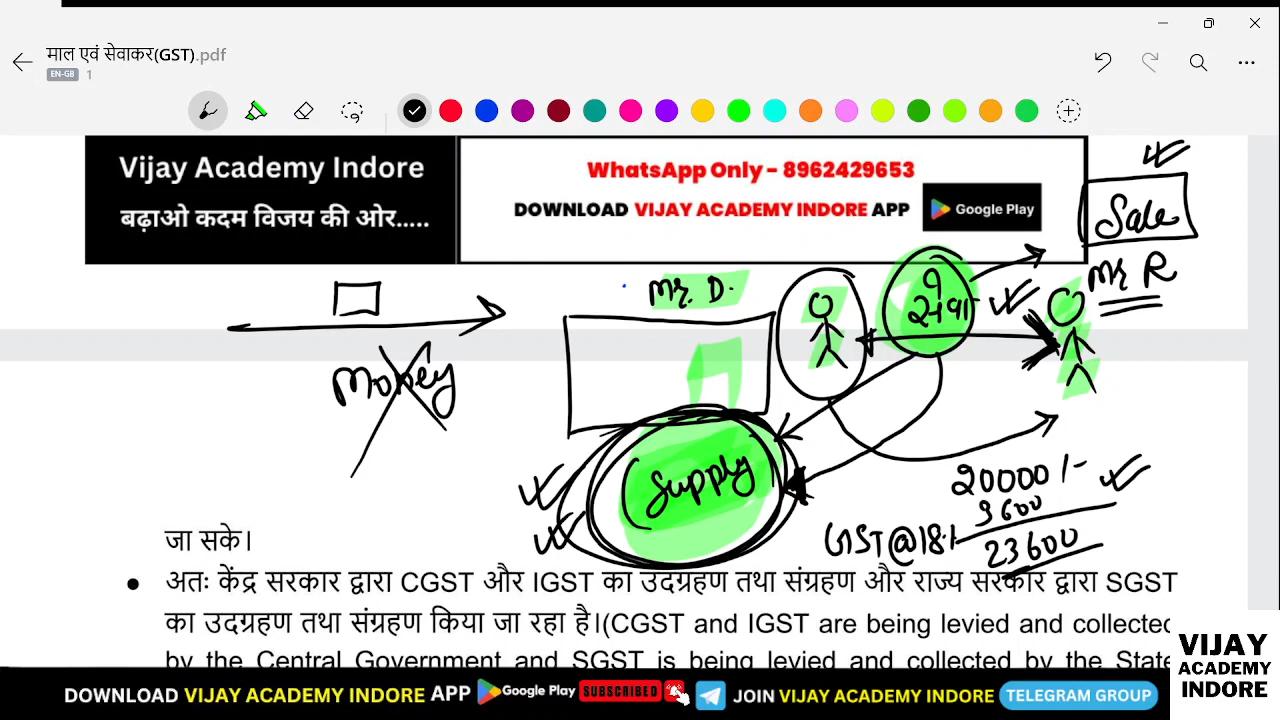 माल एवं सेवाकर(GST).pdf
EN-GB 1
Vijay Academy Indore
बढ़ाओ कदम विजय की ओर.....
WhatsApp Only - 8962429653
DOWNLOAD VIJAY ACADEMY INDORE APP
Google Play
Sale
Mr R
Mr. D.
सेवा
Money
Supply
20000/-
3600
GST@18%
23600
जा सके।
• अतः केंद्र सरकार द्वारा CGST और IGST का उदग्रहण तथा संग्रहण और राज्य सरकार द्वारा SGST
का उदग्रहण तथा संग्रहण किया जा रहा है।(CGST and IGST are being levied and collected
by the Central Government and SGST is being levied and collected by the State
VIJAY
ACADEMY
INDORE
DOWNLOAD VIJAY ACADEMY INDORE APP Google Play SUBSCRIBED JOIN VIJAY ACADEMY INDORE TELEGRAM GROUP